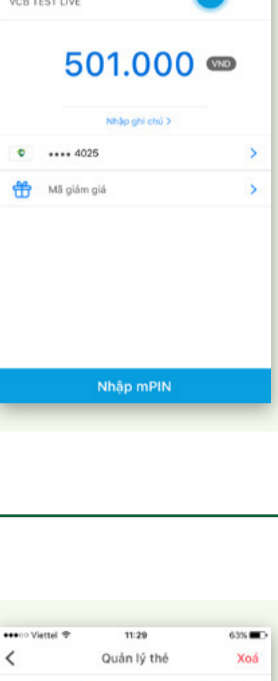 VCB TEST LIVE
501.000 VND
Nhập ghi chú >
•••• 4025
Mã giảm giá
Nhập mPIN
Viettel 11:29 63%
Quản lý thẻ Xoá